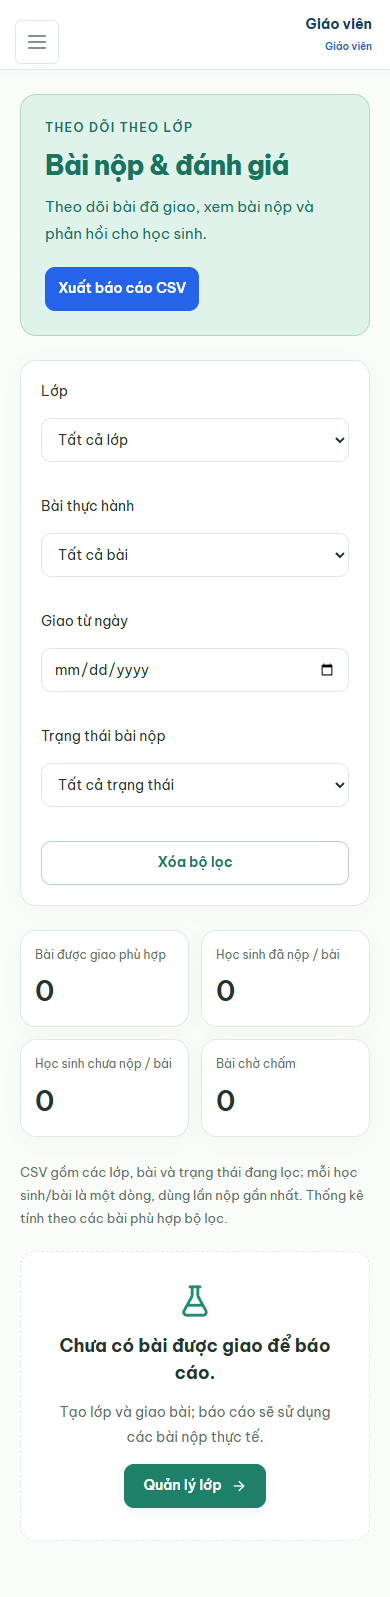 Giáo viên
Giáo viên
THEO DÕI THEO LỚP
Bài nộp & đánh giá
Theo dõi bài đã giao, xem bài nộp và
phản hồi cho học sinh.
Xuất báo cáo CSV
Lớp
Tất cả lớp
Bài thực hành
Tất cả bài
Giao từ ngày
mm/dd/yyyy
Trạng thái bài nộp
Tất cả trạng thái
Xóa bộ lọc
Bài được giao phù hợp
0
Học sinh đã nộp / bài
0
Học sinh chưa nộp / bài
0
Bài chờ chấm
0
CSV gồm các lớp, bài và trạng thái đang lọc; mỗi học
sinh/bài là một dòng, dùng lần nộp gần nhất. Thống kê
tính theo các bài phù hợp bộ lọc.
Chưa có bài được giao để báo
cáo.
Tạo lớp và giao bài; báo cáo sẽ sử dụng
các bài nộp thực tế.
Quản lý lớp